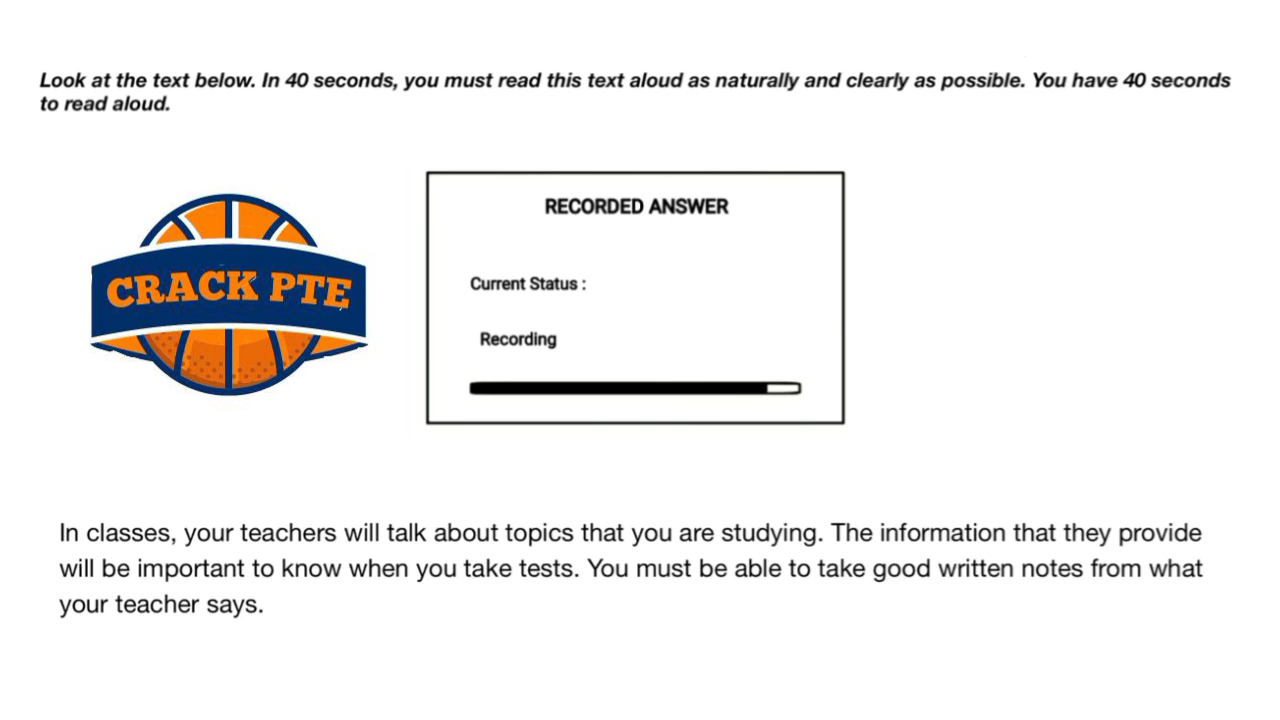 Look at the text below. In 40 seconds, you must read this text aloud as naturally and clearly as possible. You have 40 seconds
to read aloud.
CRACK PTE
RECORDED ANSWER
Current Status :
Recording
In classes, your teachers will talk about topics that you are studying. The information that they provide
will be important to know when you take tests. You must be able to take good written notes from what
your teacher says.